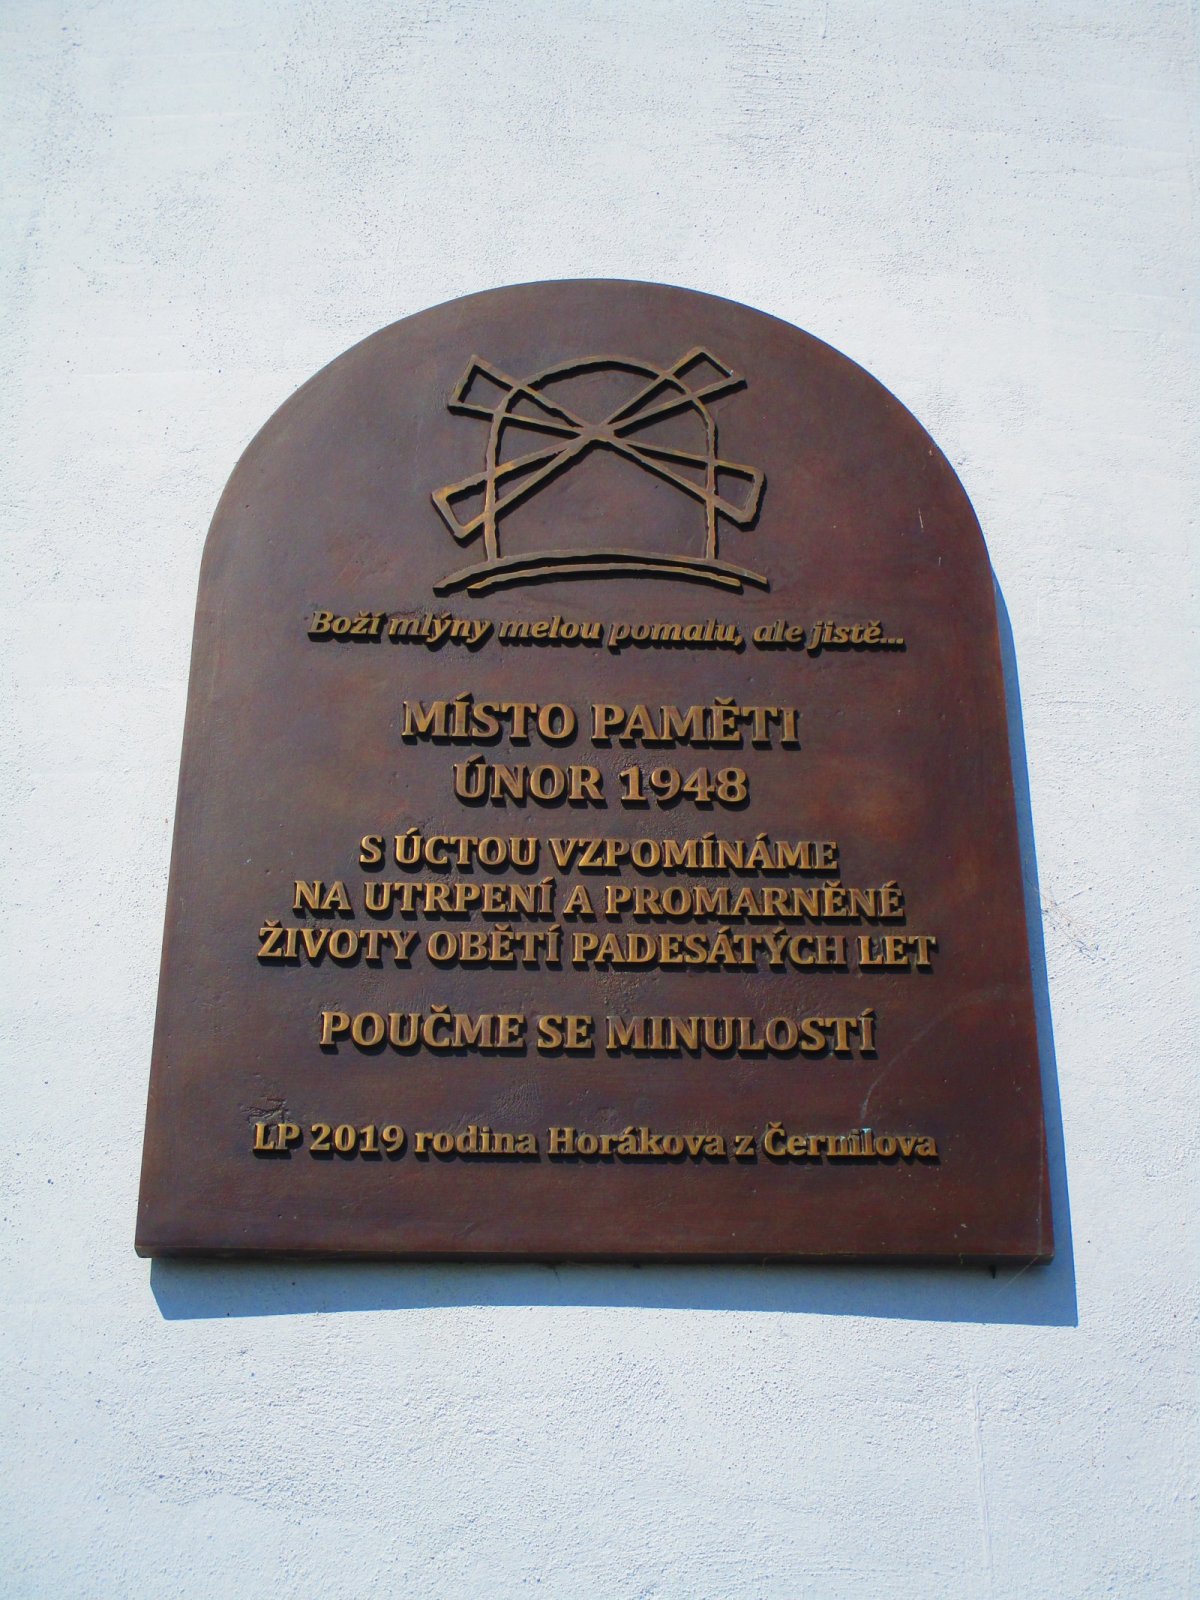 Boží mlýny melou pomalu, ale jistě...
MÍSTO PAMĚTI
ÚNOR 1948
S ÚCTOU VZPOMÍNÁME
NA UTRPENÍ A PROMARNĚNÉ
ŽIVOTY OBĚTÍ PADESÁTÝCH LET
POUČME SE MINULOSTÍ
LP 2019 rodina Horákova z Černilova